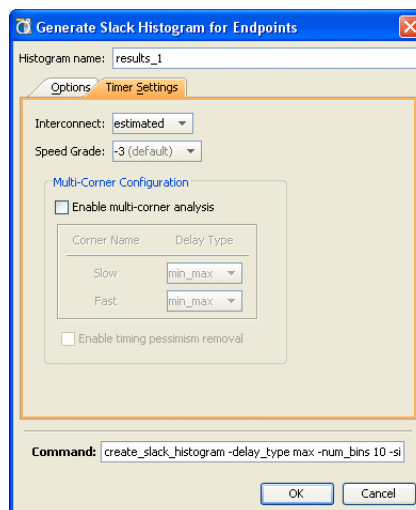 Generate Slack Histogram for Endpoints
Histogram name: results_1
Options Timer Settings
Interconnect: estimated
Speed Grade: -3 (default)
Multi-Corner Configuration
Enable multi-corner analysis
Corner Name Delay Type
Slow min_max
Fast min_max
Enable timing pessimism removal
Command: create_slack_histogram -delay_type max -num_bins 10 -si
OK Cancel